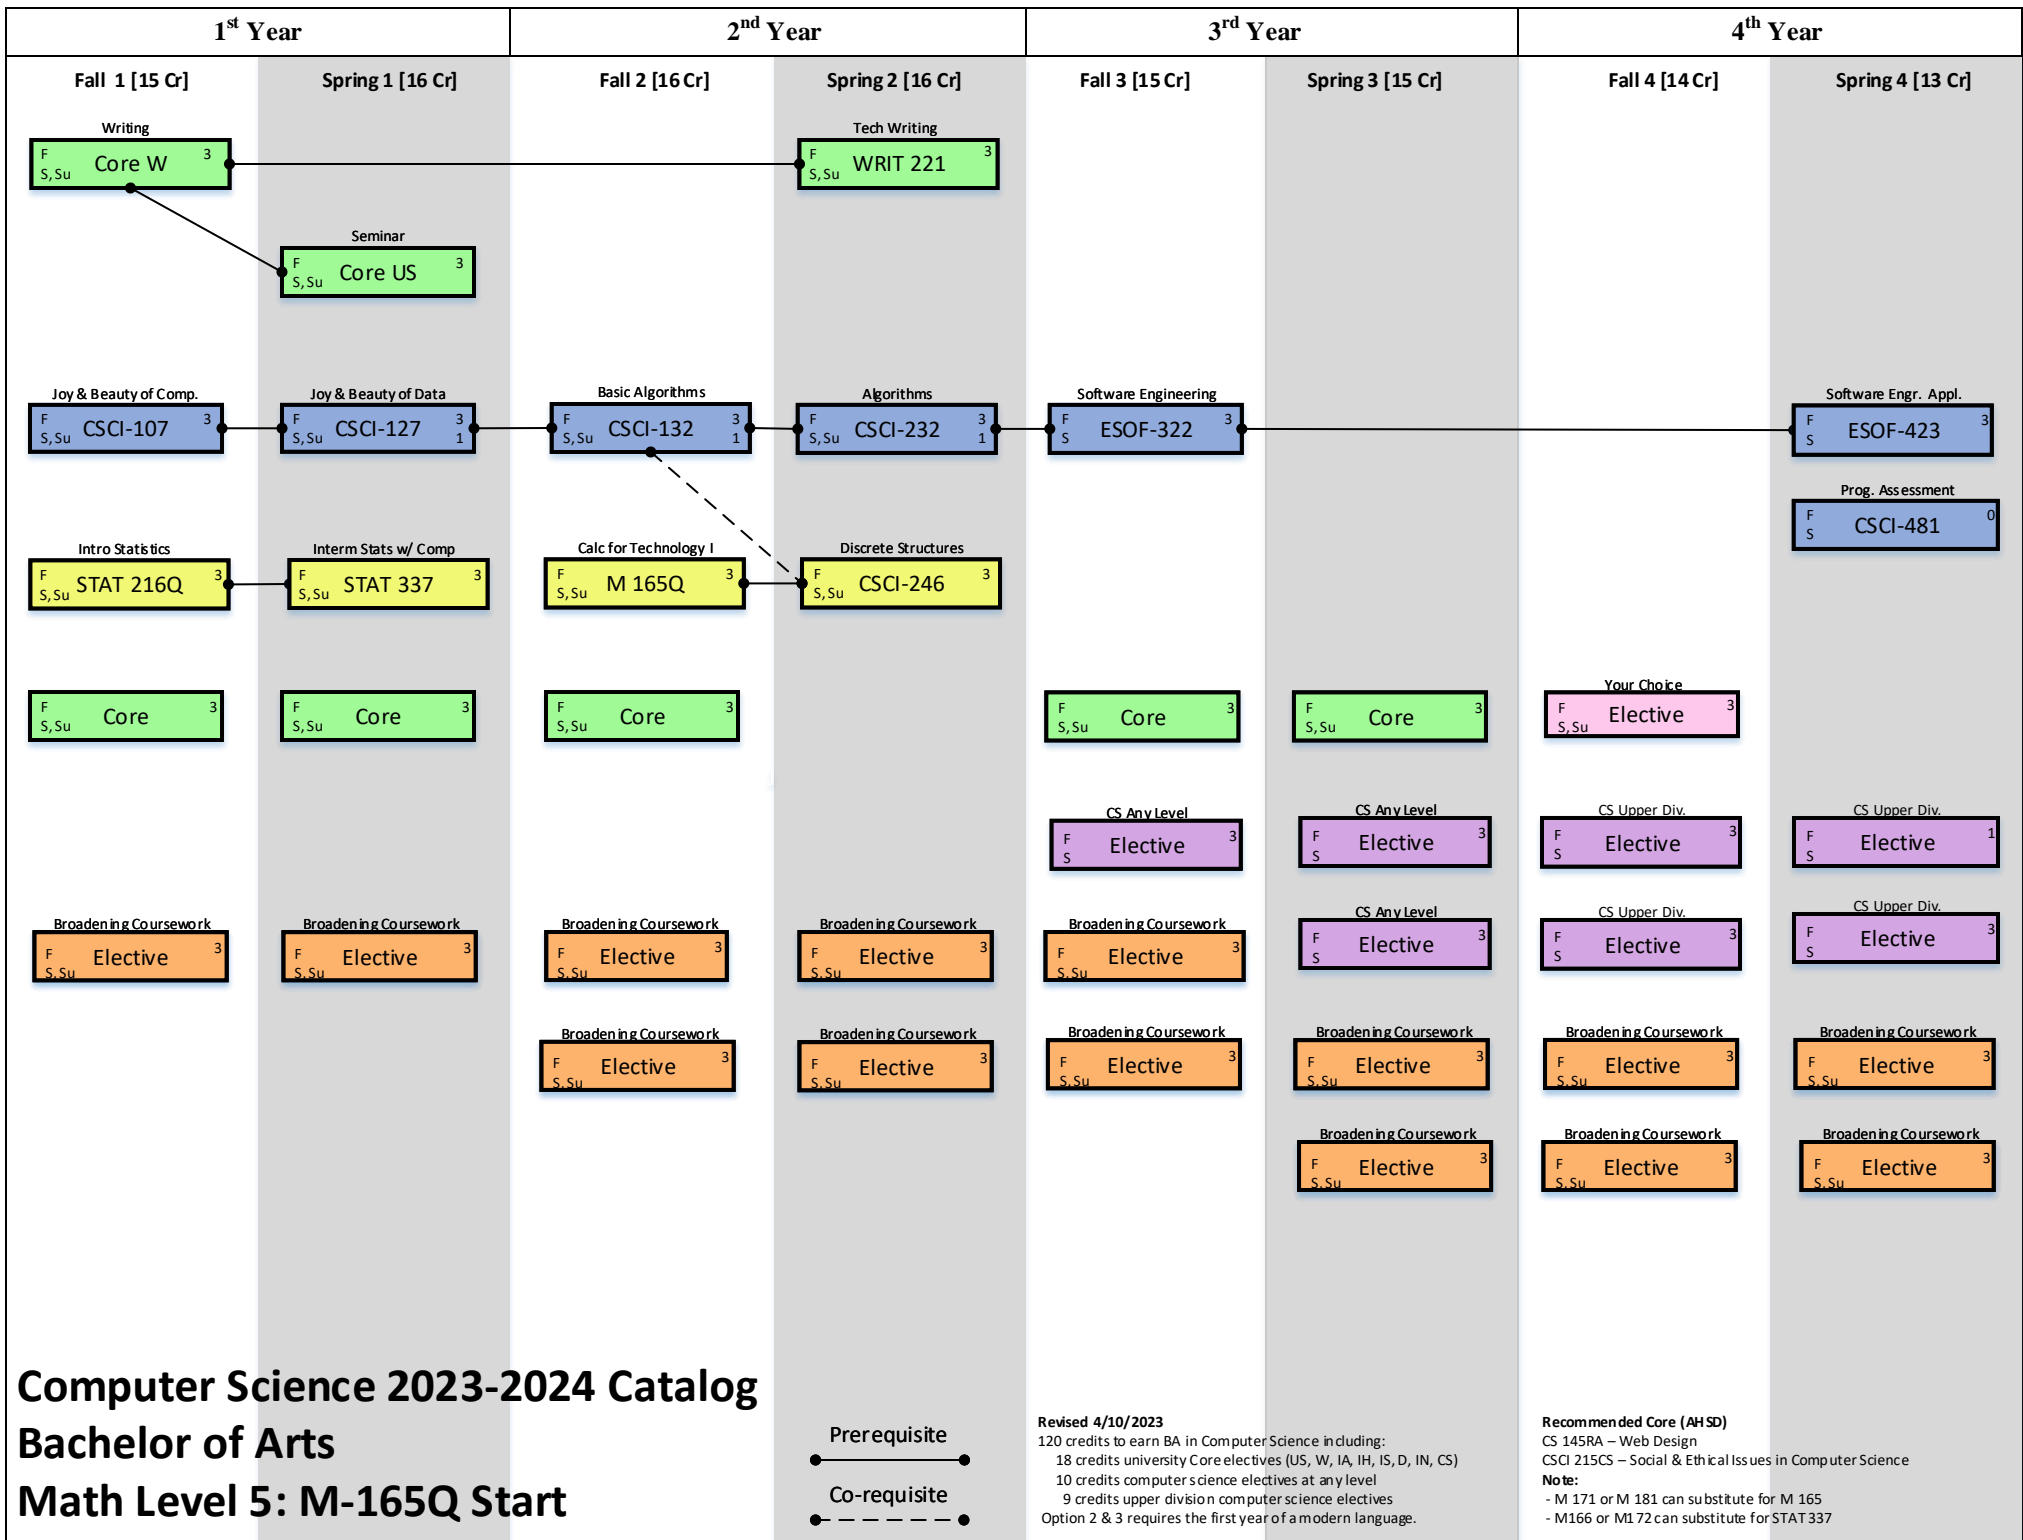 1st Year 2nd Year 3rd Year 4th Year
Fall 1 [15 Cr] Spring 1 [16 Cr] Fall 2 [16 Cr] Spring 2 [16 Cr] Fall 3 [15 Cr] Spring 3 [15 Cr] Fall 4 [14 Cr] Spring 4 [13 Cr]
Writing Tech Writing
F S, Su Core W 3 F S, Su WRIT 221 3
Seminar
F S, Su Core US 3
Joy & Beauty of Comp. Joy & Beauty of Data Basic Algorithms Algorithms Software Engineering Software Engr. Appl.
F S, Su CSCI-107 3 F S, Su CSCI-127 3 1 F S, Su CSCI-132 3 1 F S, Su CSCI-232 3 1 F S ESOF-322 3 F S ESOF-423 3
Prog. Assessment
F S CSCI-481 0
Intro Statistics Interm Stats w/ Comp Calc for Technology I Discrete Structures
F S, Su STAT 216Q 3 F S, Su STAT 337 3 F S, Su M 165Q 3 F S, Su CSCI-246 3
Your Choice
F S, Su Core 3 F S, Su Core 3 F S, Su Core 3 F S, Su Core 3 F S, Su Core 3 F S, Su Elective 3
CS Any Level CS Any Level CS Upper Div. CS Upper Div.
F S Elective 3 F S Elective 3 F S Elective 3 F S Elective 1
Broadening Coursework Broadening Coursework Broadening Coursework Broadening Coursework Broadening Coursework CS Any Level CS Upper Div. CS Upper Div.
F S, Su Elective 3 F S, Su Elective 3 F S, Su Elective 3 F S, Su Elective 3 F S, Su Elective 3 F S Elective 3 F S Elective 3 F S Elective 3
Broadening Coursework Broadening Coursework Broadening Coursework Broadening Coursework Broadening Coursework Broadening Coursework
F S, Su Elective 3 F S, Su Elective 3 F S, Su Elective 3 F S, Su Elective 3 F S, Su Elective 3 F S, Su Elective 3
Broadening Coursework Broadening Coursework Broadening Coursework
F S, Su Elective 3 F S, Su Elective 3 F S, Su Elective 3
Computer Science 2023-2024 Catalog
Bachelor of Arts
Math Level 5: M-165Q Start
Prerequisite
Co-requisite
Revised 4/10/2023
120 credits to earn BA in Computer Science including:
18 credits university Core electives (US, W, IA, IH, IS, D, IN, CS)
10 credits computer science electives at any level
9 credits upper division computer science electives
Option 2 & 3 requires the first year of a modern language.
Recommended Core (AHSD)
CS 145RA – Web Design
CSCI 215CS – Social & Ethical Issues in Computer Science
Note:
- M 171 or M 181 can substitute for M 165
- M166 or M172 can substitute for STAT 337